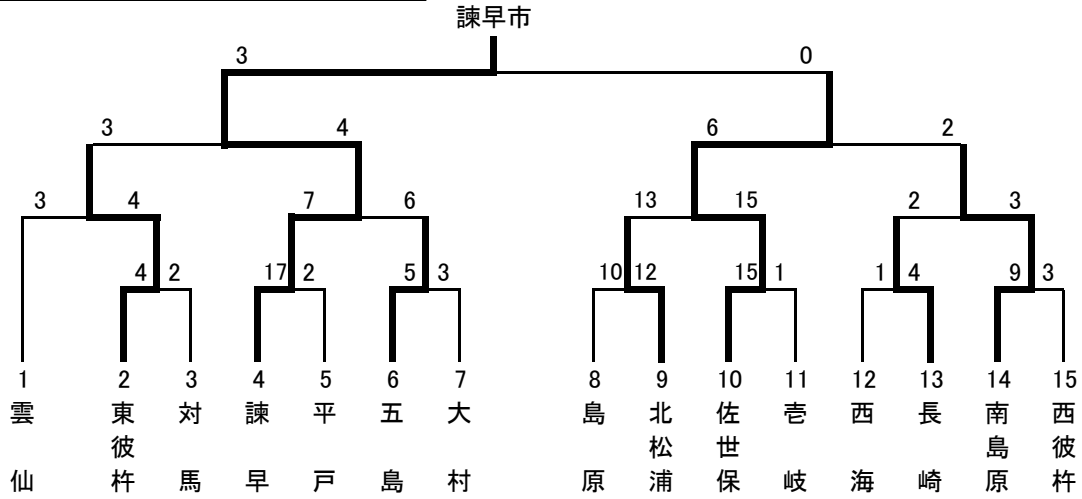 諫早市
3 0
3 4 6 2
3 4 7 6 13 15 2 3
4 2 17 2 5 3 10 12 15 1 1 4 9 3
1 2 3 4 5 6 7 8 9 10 11 12 13 14 15
雲仙
東彼杵
対馬
諫早
平戸
五島
大村
島原
北松浦
佐世保
壱岐
西海
長崎
南島原
西彼杵